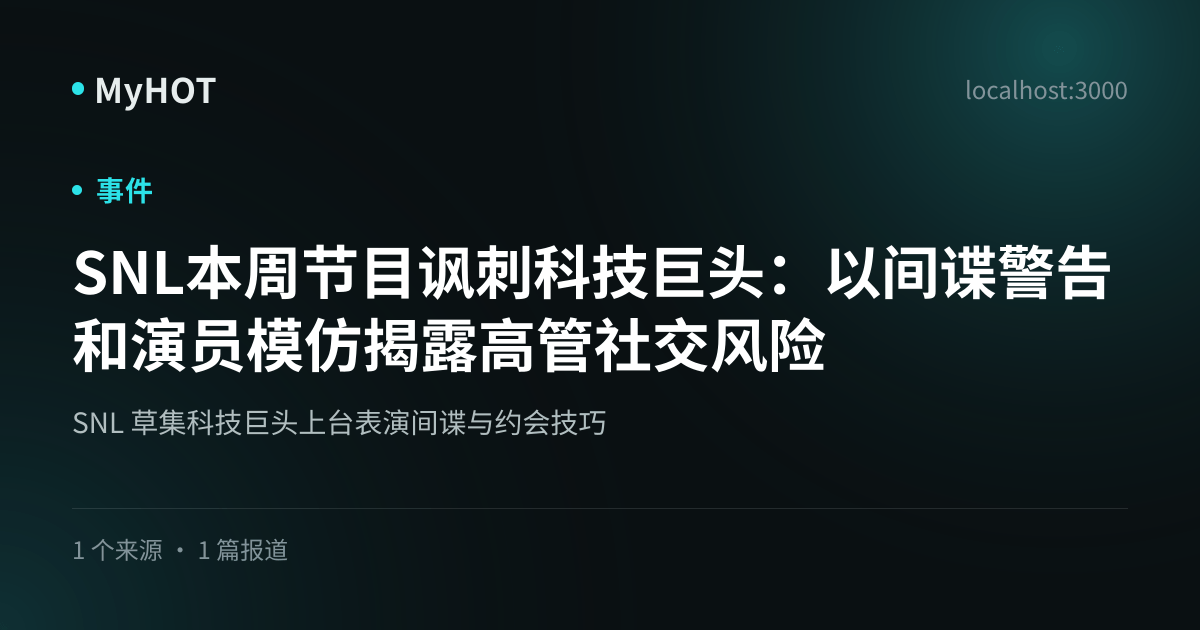 MyHOT
localhost:3000
事件
SNL本周节目讽刺科技巨头：以间谍警告
和演员模仿揭露高管社交风险
SNL 草集科技巨头上台表演间谍与约会技巧
1 个来源 · 1 篇报道